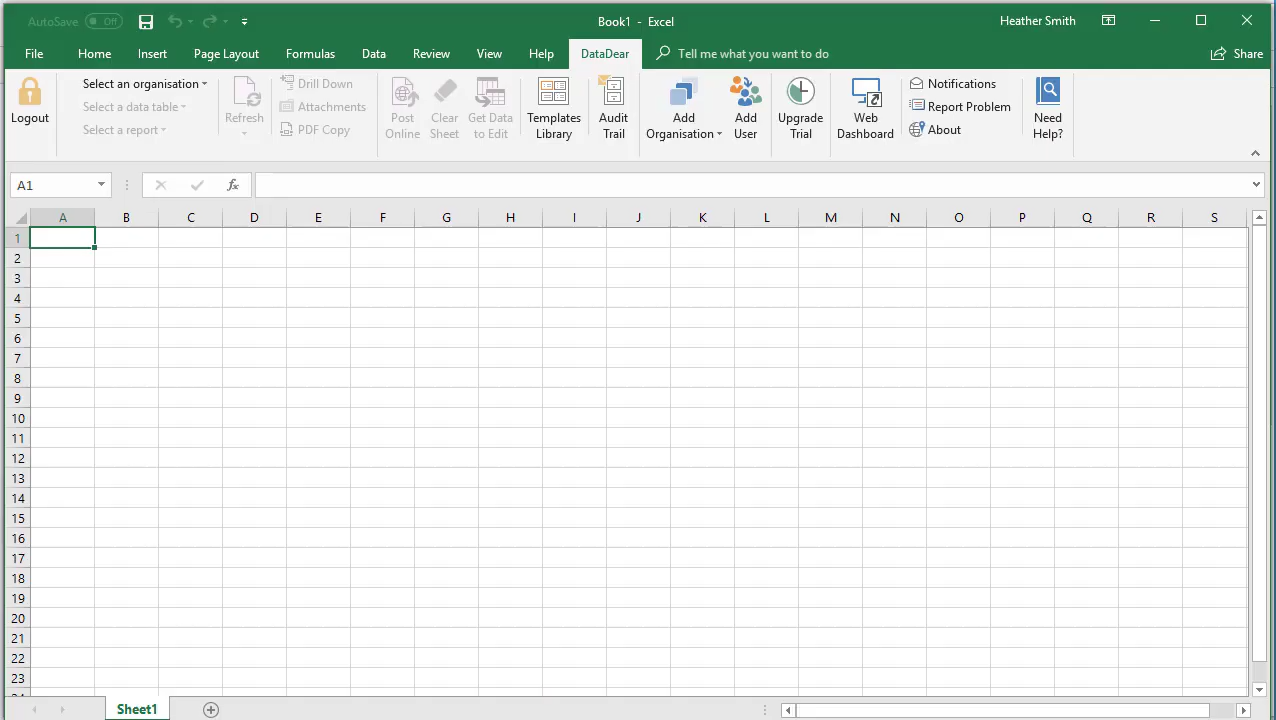 AutoSave Off Book1 - Excel Heather Smith
File Home Insert Page Layout Formulas Data Review View Help DataDear Tell me what you want to do Share
Logout
Select an organisation
Select a data table
Select a report
Refresh
Drill Down
Attachments
PDF Copy
Post Online
Clear Sheet
Get Data to Edit
Templates Library
Audit Trail
Add Organisation
Add User
Upgrade Trial
Web Dashboard
Notifications
Report Problem
About
Need Help?
A1 fx
A B C D E F G H I J K L M N O P Q R S
1
2
3
4
5
6
7
8
9
10
11
12
13
14
15
16
17
18
19
20
21
22
23
24
Sheet1